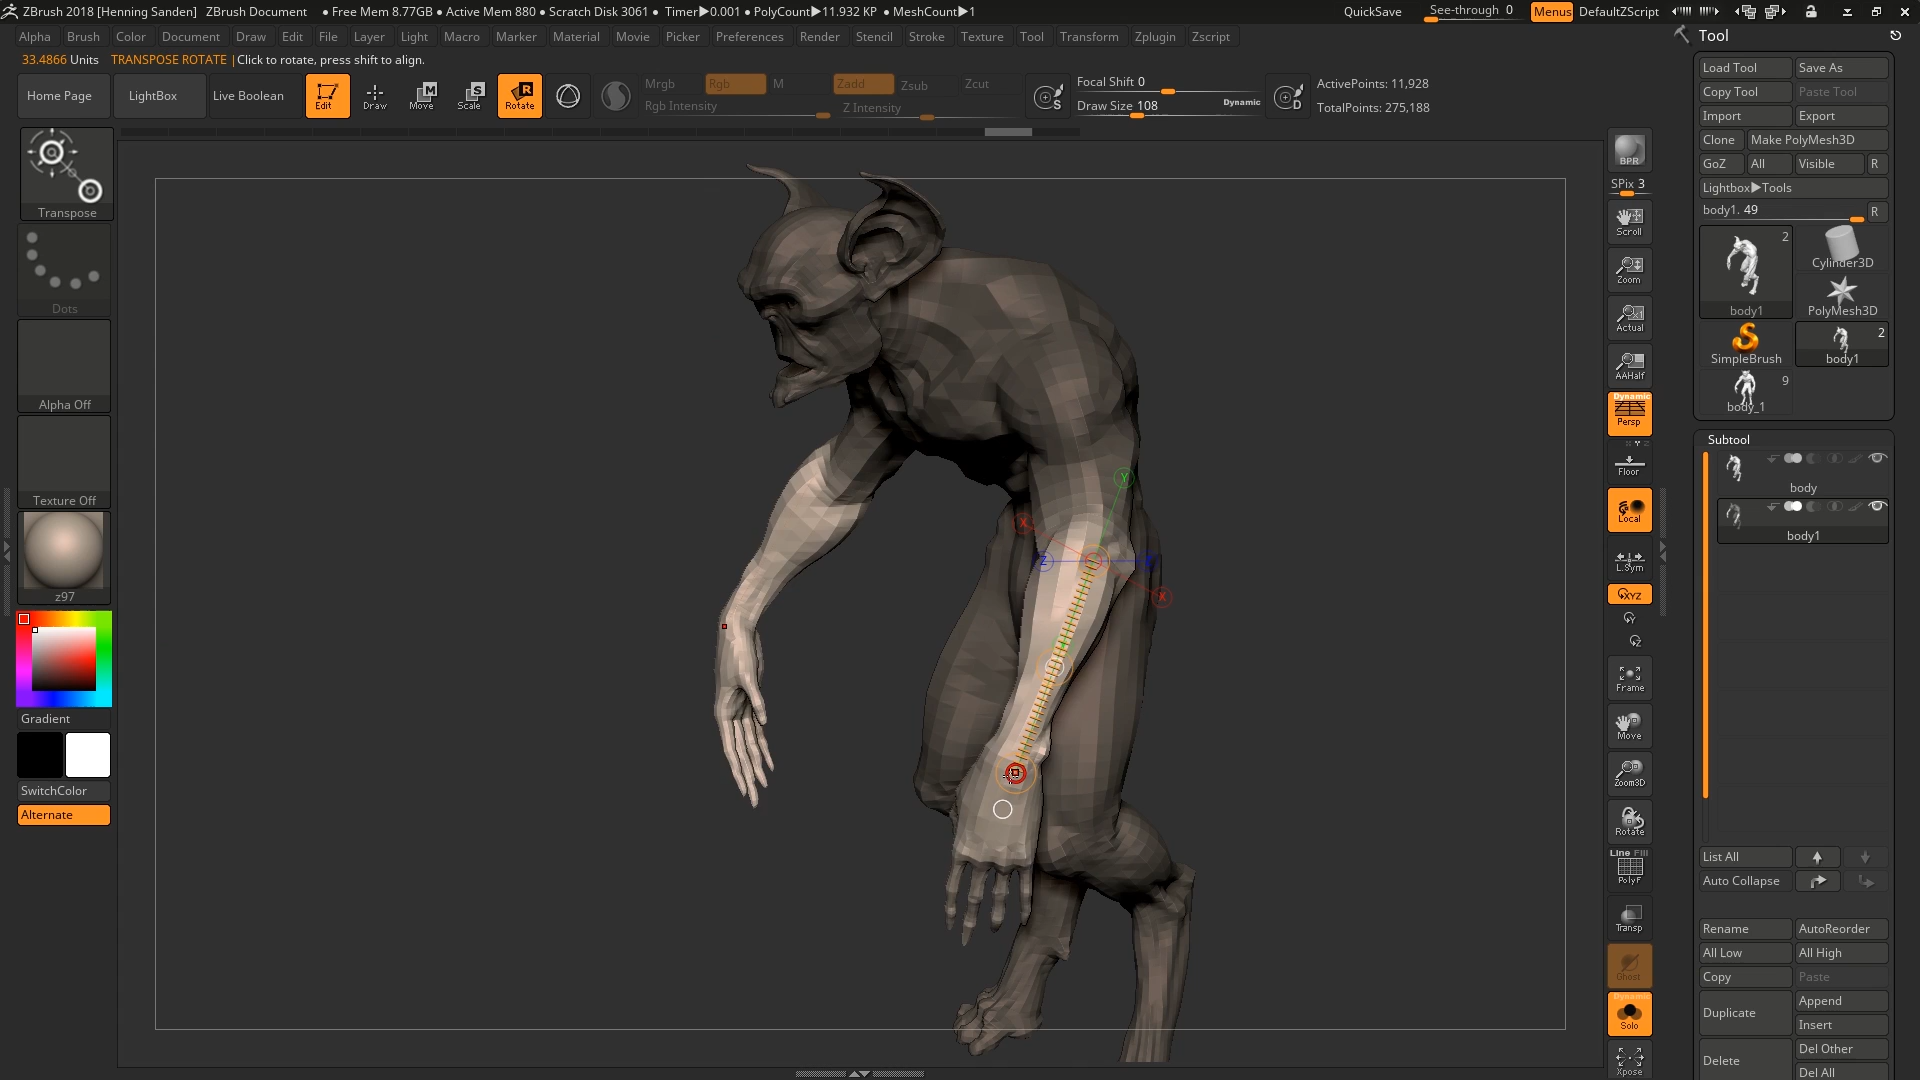 ZBrush 2018 [Henning Sanden] ZBrush Document • Free Mem 8.77GB • Active Mem 880 • Scratch Disk 3061 • Timer▶0.001 • PolyCount▶11.932 KP • MeshCount▶1 QuickSave See-through 0 Menus DefaultZScript
Alpha Brush Color Document Draw Edit File Layer Light Macro Marker Material Movie Picker Preferences Render Stencil Stroke Texture Tool Transform Zplugin Zscript
33.4866 Units TRANSPOSE ROTATE | Click to rotate, press shift to align.
Home Page LightBox Live Boolean Edit Draw Move Scale Rotate
M S R
Mrgb Rgb M Zadd Zsub Zcut
Rgb Intensity Z Intensity
S Focal Shift 0
Draw Size 108 Dynamic D
ActivePoints: 11,928
TotalPoints: 275,188
Transpose
Dots
Alpha Off
Texture Off
z97
Gradient
SwitchColor
Alternate
Y
X
Z
X
BPR
SPix 3
Scroll
Zoom
Actual
AAHalf
Dynamic
Persp
Floor
Local
L.Sym
XYZ
Y
Z
Frame
Move
Zoom3D
Rotate
Line Fill
PolyF
Transp
Ghost
Dynamic
Solo
Xpose
Tool
Load Tool Save As
Copy Tool Paste Tool
Import Export
Clone Make PolyMesh3D
GoZ All Visible R
Lightbox▶Tools
body1. 49 R
2
Cylinder3D
body1 PolyMesh3D
2
SimpleBrush body1
9
body_1
Subtool
body
body1
List All
Auto Collapse
Rename AutoReorder
All Low All High
Copy Paste
Duplicate Append
Insert
Delete Del Other
Del All